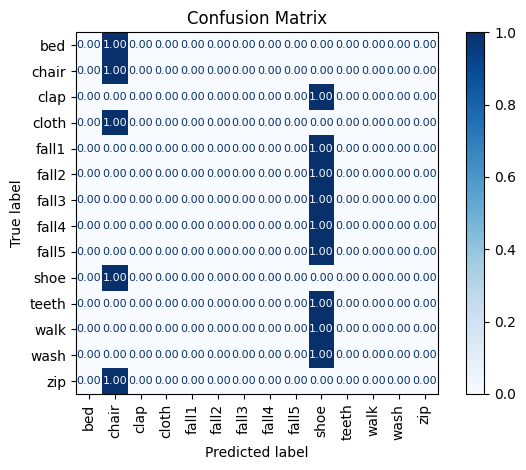 Confusion Matrix
bed 0.00 1.00 0.00 0.00 0.00 0.00 0.00 0.00 0.00 0.00 0.00 0.00 0.00 0.00 1.0
chair 0.00 1.00 0.00 0.00 0.00 0.00 0.00 0.00 0.00 0.00 0.00 0.00 0.00 0.00
clap 0.00 0.00 0.00 0.00 0.00 0.00 0.00 0.00 0.00 1.00 0.00 0.00 0.00 0.00
0.8
cloth 0.00 1.00 0.00 0.00 0.00 0.00 0.00 0.00 0.00 0.00 0.00 0.00 0.00 0.00
fall1 0.00 0.00 0.00 0.00 0.00 0.00 0.00 0.00 0.00 1.00 0.00 0.00 0.00 0.00
fall2 0.00 0.00 0.00 0.00 0.00 0.00 0.00 0.00 0.00 1.00 0.00 0.00 0.00 0.00
0.6
True label
fall3 0.00 0.00 0.00 0.00 0.00 0.00 0.00 0.00 0.00 1.00 0.00 0.00 0.00 0.00
fall4 0.00 0.00 0.00 0.00 0.00 0.00 0.00 0.00 0.00 1.00 0.00 0.00 0.00 0.00
fall5 0.00 0.00 0.00 0.00 0.00 0.00 0.00 0.00 0.00 1.00 0.00 0.00 0.00 0.00
0.4
shoe 0.00 1.00 0.00 0.00 0.00 0.00 0.00 0.00 0.00 0.00 0.00 0.00 0.00 0.00
teeth 0.00 0.00 0.00 0.00 0.00 0.00 0.00 0.00 0.00 1.00 0.00 0.00 0.00 0.00
0.2
walk 0.00 0.00 0.00 0.00 0.00 0.00 0.00 0.00 0.00 1.00 0.00 0.00 0.00 0.00
wash 0.00 0.00 0.00 0.00 0.00 0.00 0.00 0.00 0.00 1.00 0.00 0.00 0.00 0.00
zip 0.00 1.00 0.00 0.00 0.00 0.00 0.00 0.00 0.00 0.00 0.00 0.00 0.00 0.00
0.0
bed chair clap cloth fall1 fall2 fall3 fall4 fall5 shoe teeth walk wash zip
Predicted label